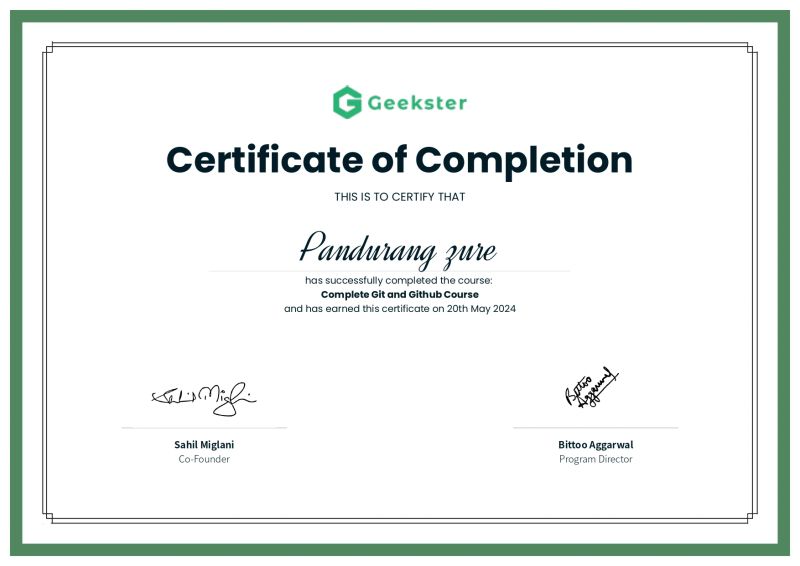 Geekster
Certificate of Completion
THIS IS TO CERTIFY THAT
Pandurang zure
has successfully completed the course:
Complete Git and Github Course
and has earned this certificate on 20th May 2024
Sahil Miglani
Bittoo
Aggarwal
Sahil Miglani
Co-Founder
Bittoo Aggarwal
Program Director